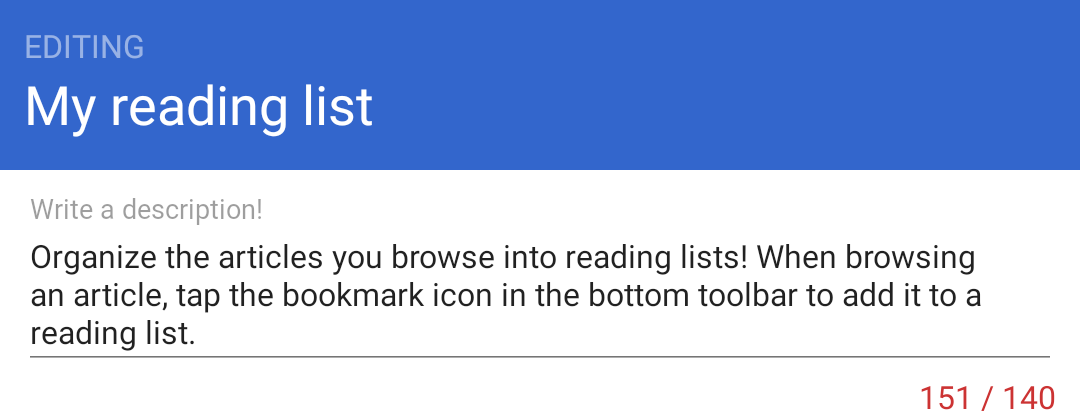 EDITING
My reading list
Write a description!
Organize the articles you browse into reading lists! When browsing
an article, tap the bookmark icon in the bottom toolbar to add it to a
reading list.
151 / 140